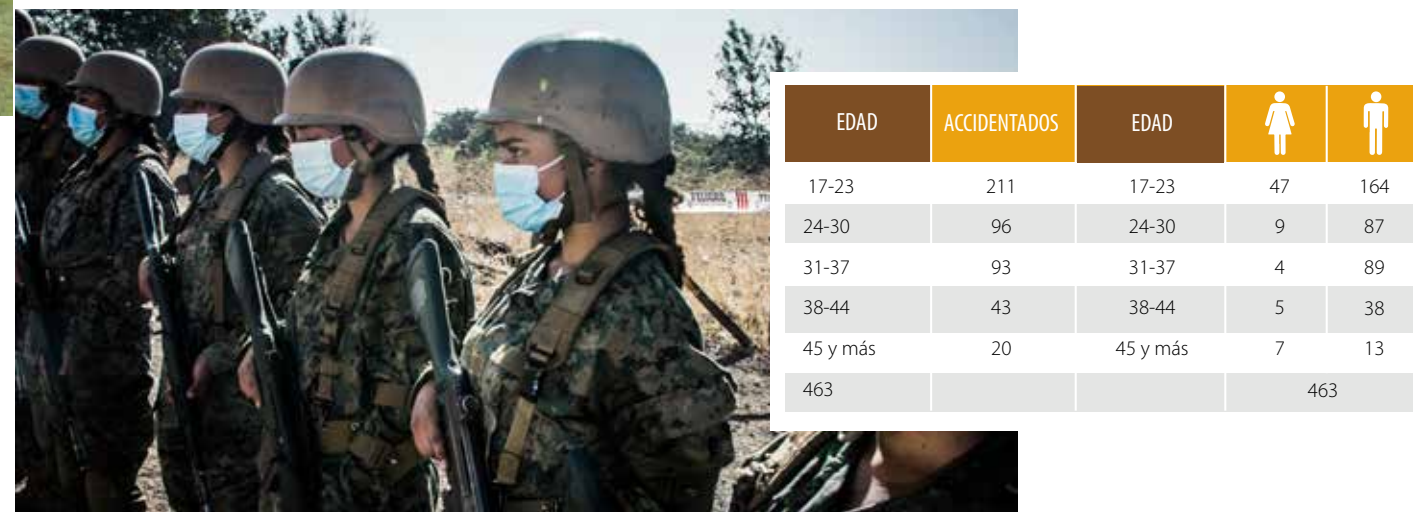 EDAD ACCIDENTADOS EDAD
17-23 211 17-23 47 164
24-30 96 24-30 9 87
31-37 93 31-37 4 89
38-44 43 38-44 5 38
45 y más 20 45 y más 7 13
463 463
PELIGRO